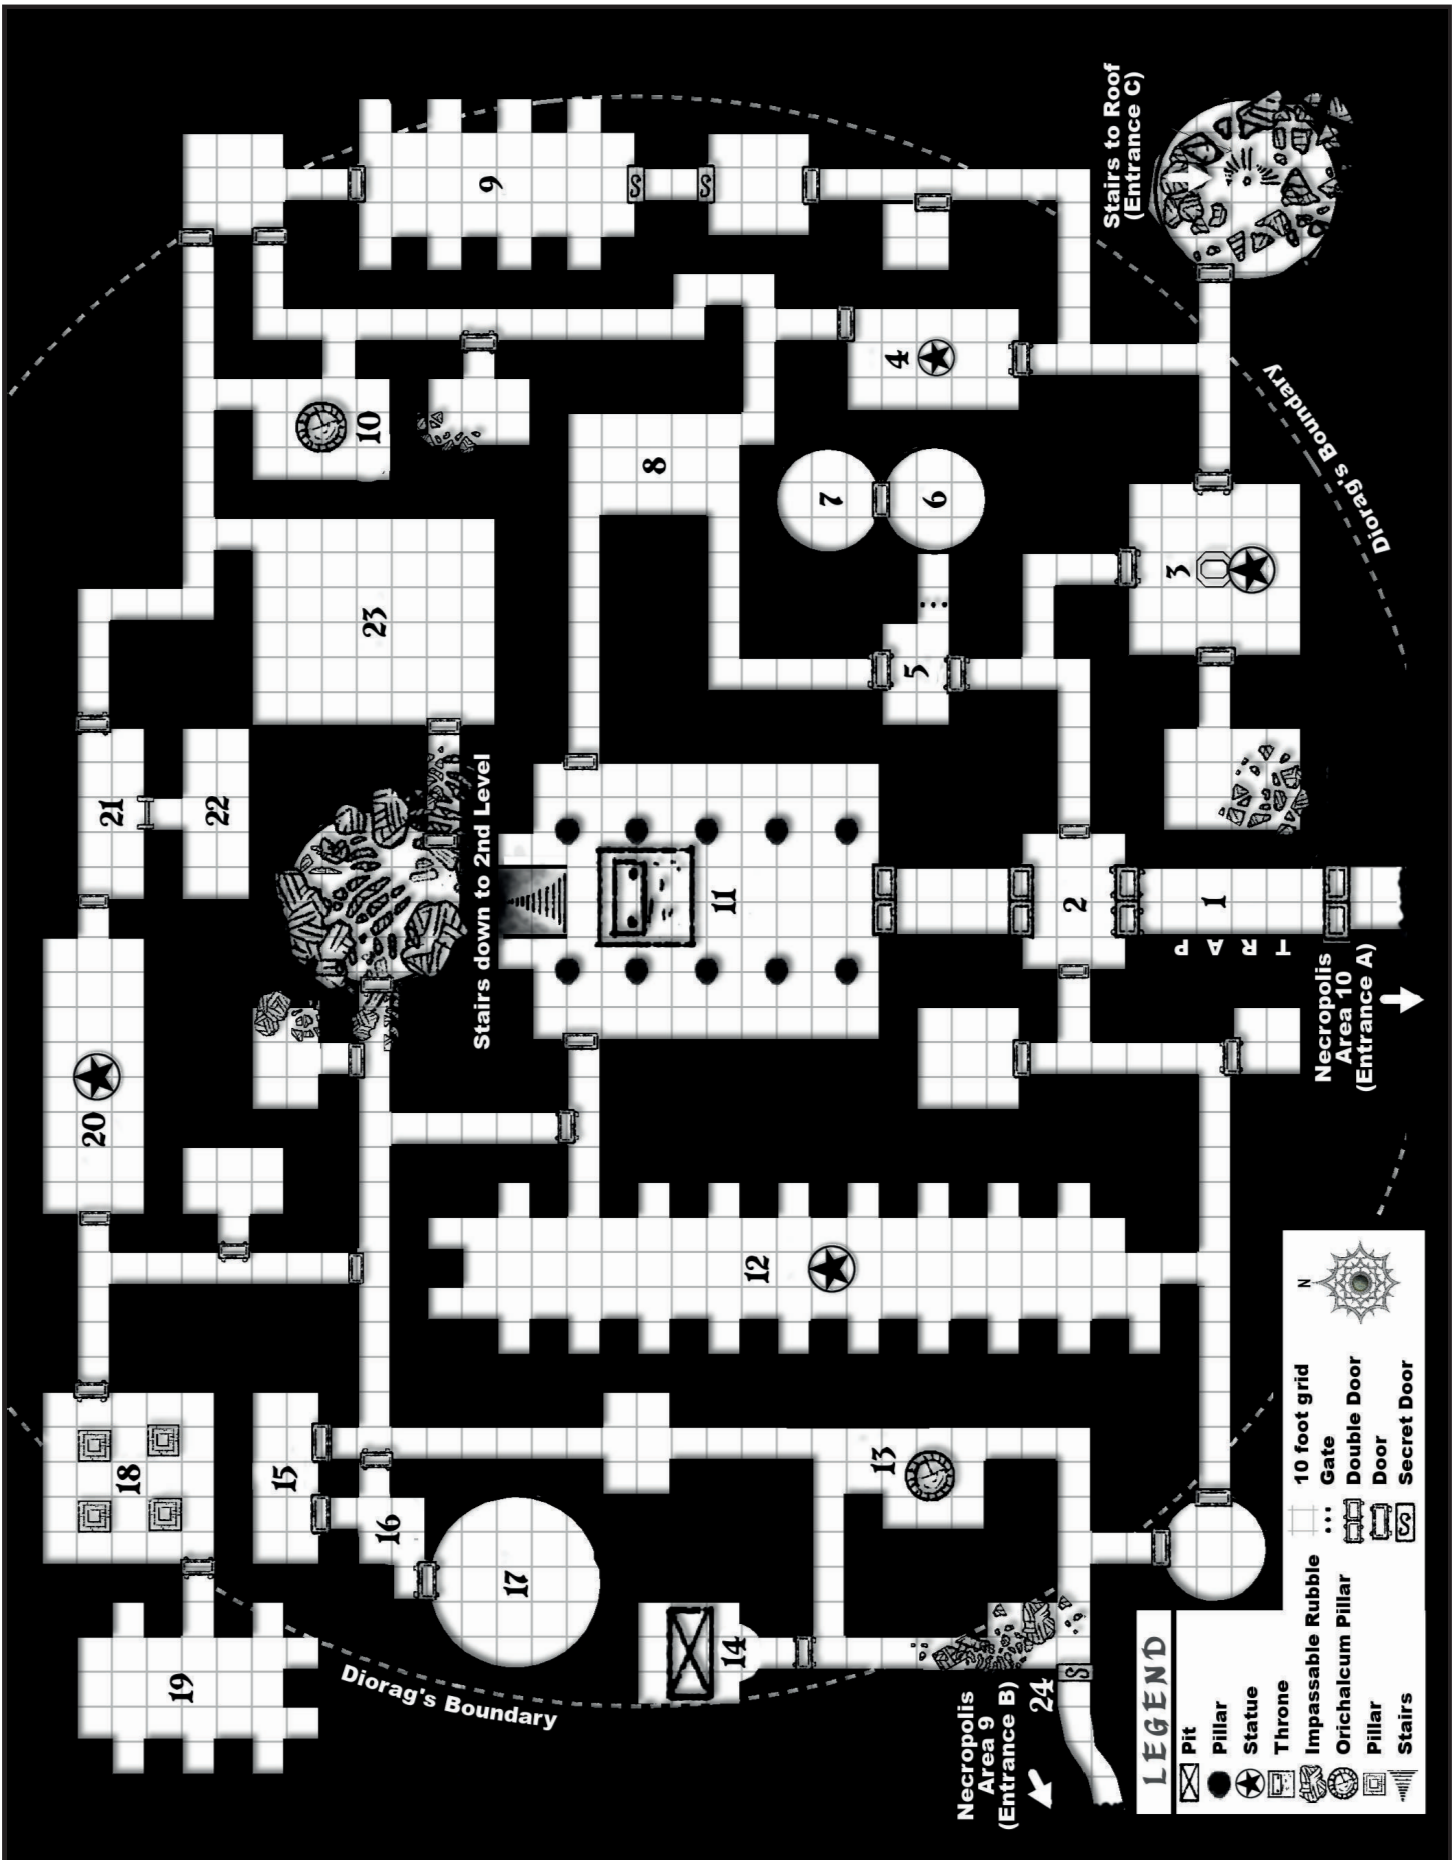 20
21
18
19
22
15
10
23
16
Diorag's Boundary
Stairs down to 2nd Level
9
17
S
S
8
11
14
12
7
13
4
5
6
Necropolis
Area 9
(Entrance B)
24
S
2
Stairs to Roof
(Entrance C)
3
1
TRAP
Diorag's Boundary
Necropolis
Area 10
(Entrance A)
LEGEND
Pit
Pillar
Statue
Throne
Impassable Rubble
Orichalcum Pillar
Pillar
Stairs
10 foot grid
Gate
Double Door
Door
S Secret Door
N